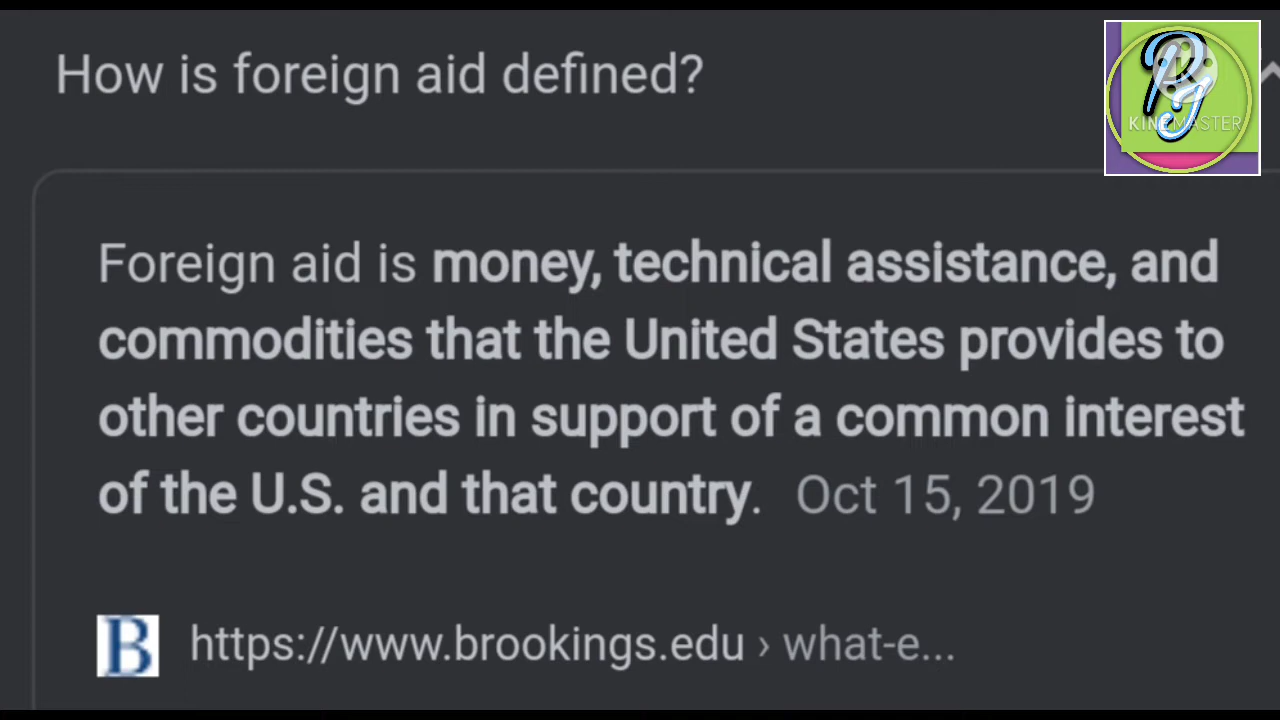 How is foreign aid defined?
PJ
KINEMASTER
Foreign aid is money, technical assistance, and
commodities that the United States provides to
other countries in support of a common interest
of the U.S. and that country. Oct 15, 2019
B
https://www.brookings.edu › what-e...